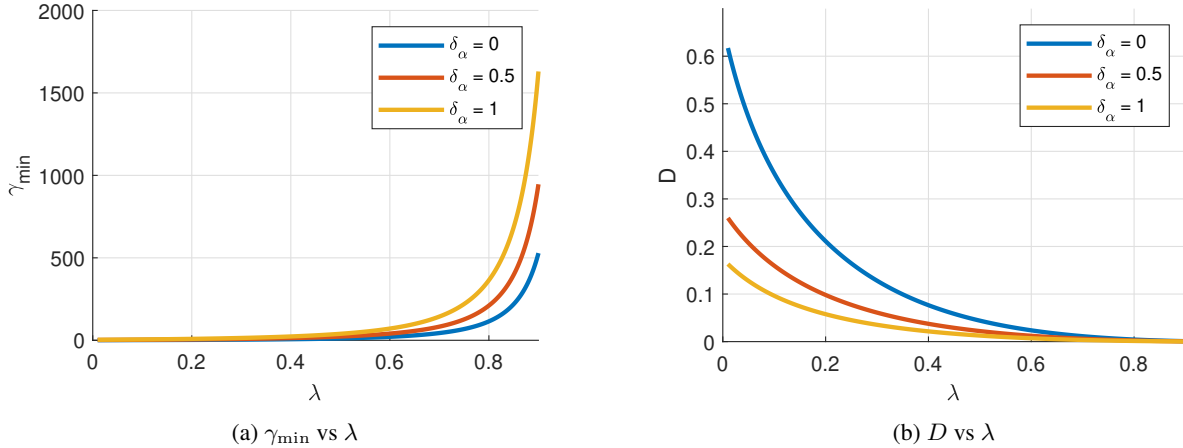 2000
1500
1000
500
0
γmin
δα = 0
δα = 0.5
δα = 1
0 0.2 0.4 0.6 0.8
λ
(a) γmin vs λ
0.6
0.5
0.4
0.3
0.2
0.1
0
D
δα = 0
δα = 0.5
δα = 1
0 0.2 0.4 0.6 0.8
λ
(b) D vs λ